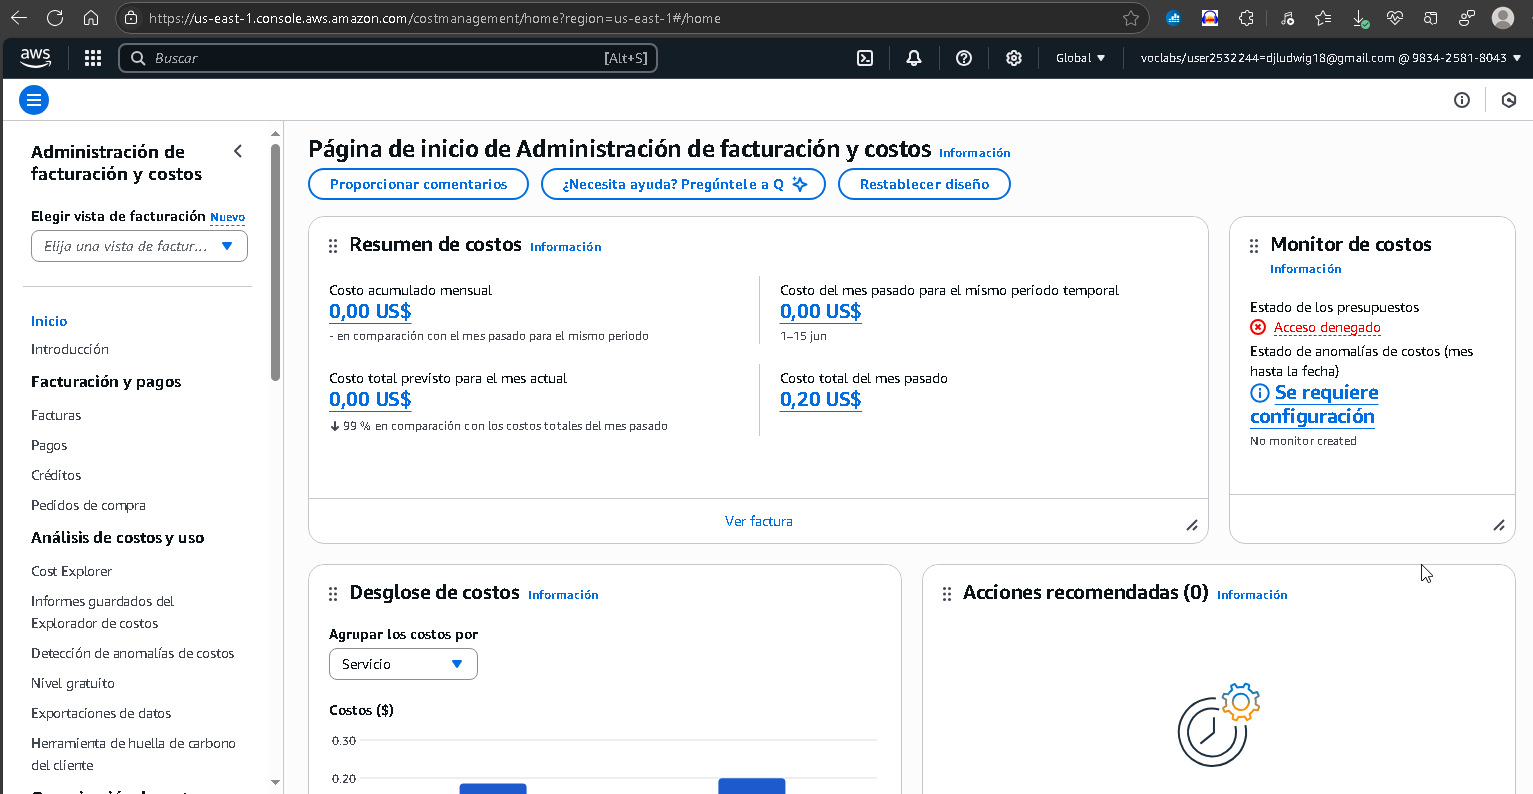 https://us-east-1.console.aws.amazon.com/costmanagement/home?region=us-east-1#/home
aws
Buscar
[Alt+S]
Global
voclabs/user2532244=djludwig18@gmail.com @ 9834-2581-8043
Administración de
facturación y costos
Elegir vista de facturación Nuevo
Elija una vista de factur...
Inicio
Introducción
Facturación y pagos
Facturas
Pagos
Créditos
Pedidos de compra
Análisis de costos y uso
Cost Explorer
Informes guardados del
Explorador de costos
Detección de anomalías de costos
Nivel gratuito
Exportaciones de datos
Herramienta de huella de carbono
del cliente
Página de inicio de Administración de facturación y costos Información
Proporcionar comentarios
¿Necesita ayuda? Pregúntele a Q
Restablecer diseño
Resumen de costos Información
Costo acumulado mensual
0,00 US$
- en comparación con el mes pasado para el mismo periodo
Costo del mes pasado para el mismo periodo temporal
0,00 US$
1–15 jun
Costo total previsto para el mes actual
0,00 US$
99 % en comparación con los costos totales del mes pasado
Costo total del mes pasado
0,20 US$
Ver factura
Monitor de costos
Información
Estado de los presupuestos
Acceso denegado
Estado de anomalías de costos (mes
hasta la fecha)
Se requiere
configuración
No monitor created
Desglose de costos Información
Agrupar los costos por
Servicio
Costos ($)
0.30
0.20
Acciones recomendadas (0) Información